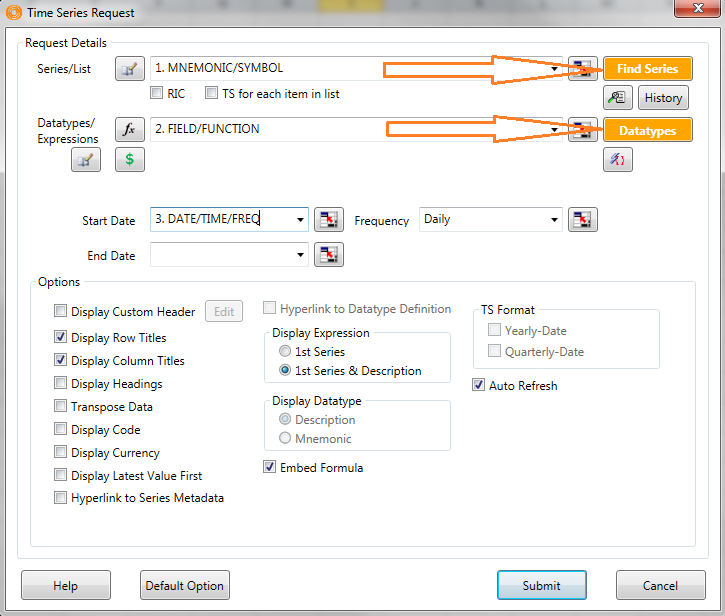 Time Series Request
Request Details
Series/List
1. MNEMONIC/SYMBOL
Find Series
RIC
TS for each item in list
History
Datatypes/
Expressions
fx
2. FIELD/FUNCTION
Datatypes
$
Start Date
3. DATE/TIME/FREQ
Frequency
Daily
End Date
Options
Display Custom Header
Edit
Display Row Titles
Display Column Titles
Display Headings
Transpose Data
Display Code
Display Currency
Display Latest Value First
Hyperlink to Series Metadata
Hyperlink to Datatype Definition
Display Expression
1st Series
1st Series & Description
Display Datatype
Description
Mnemonic
Embed Formula
TS Format
Yearly-Date
Quarterly-Date
Auto Refresh
Help
Default Option
Submit
Cancel